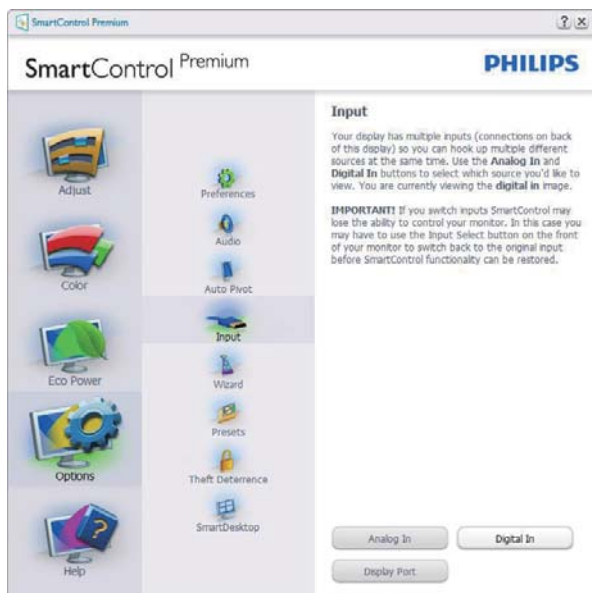 SmartControl Premium
SmartControl Premium
PHILIPS
Adjust
Color
Eco Power
Options
Help
Preferences
Audio
Auto Pivot
Input
Wizard
Presets
Theft Deterrence
SmartDesktop
Input
Your display has multiple inputs (connections on back
of this display) so you can hook up multiple different
sources at the same time. Use the Analog In and
Digital In buttons to select which source you'd like to
view. You are currently viewing the digital in image.
IMPORTANT! If you switch inputs SmartControl may
lose the ability to control your monitor. In this case you
may have to use the Input Select button on the front
of your monitor to switch back to the original input
before SmartControl functionality can be restored.
Analog In
Digital In
Display Port